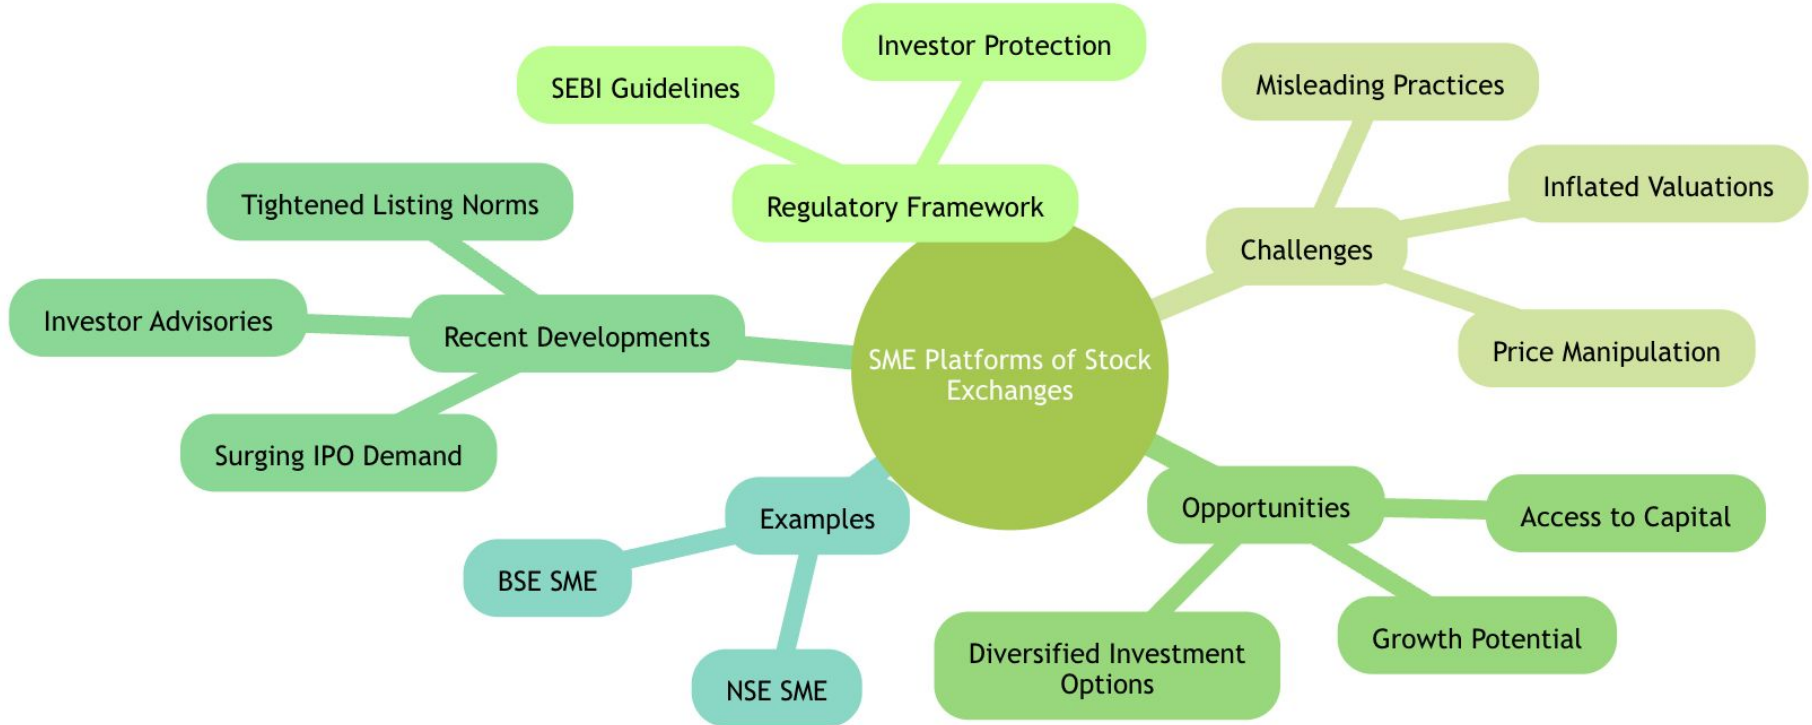 SME Platforms of Stock
Exchanges
Regulatory Framework
SEBI Guidelines
Investor Protection
Challenges
Misleading Practices
Inflated Valuations
Price Manipulation
Opportunities
Access to Capital
Growth Potential
Diversified Investment
Options
Examples
BSE SME
NSE SME
Recent Developments
Tightened Listing Norms
Investor Advisories
Surging IPO Demand